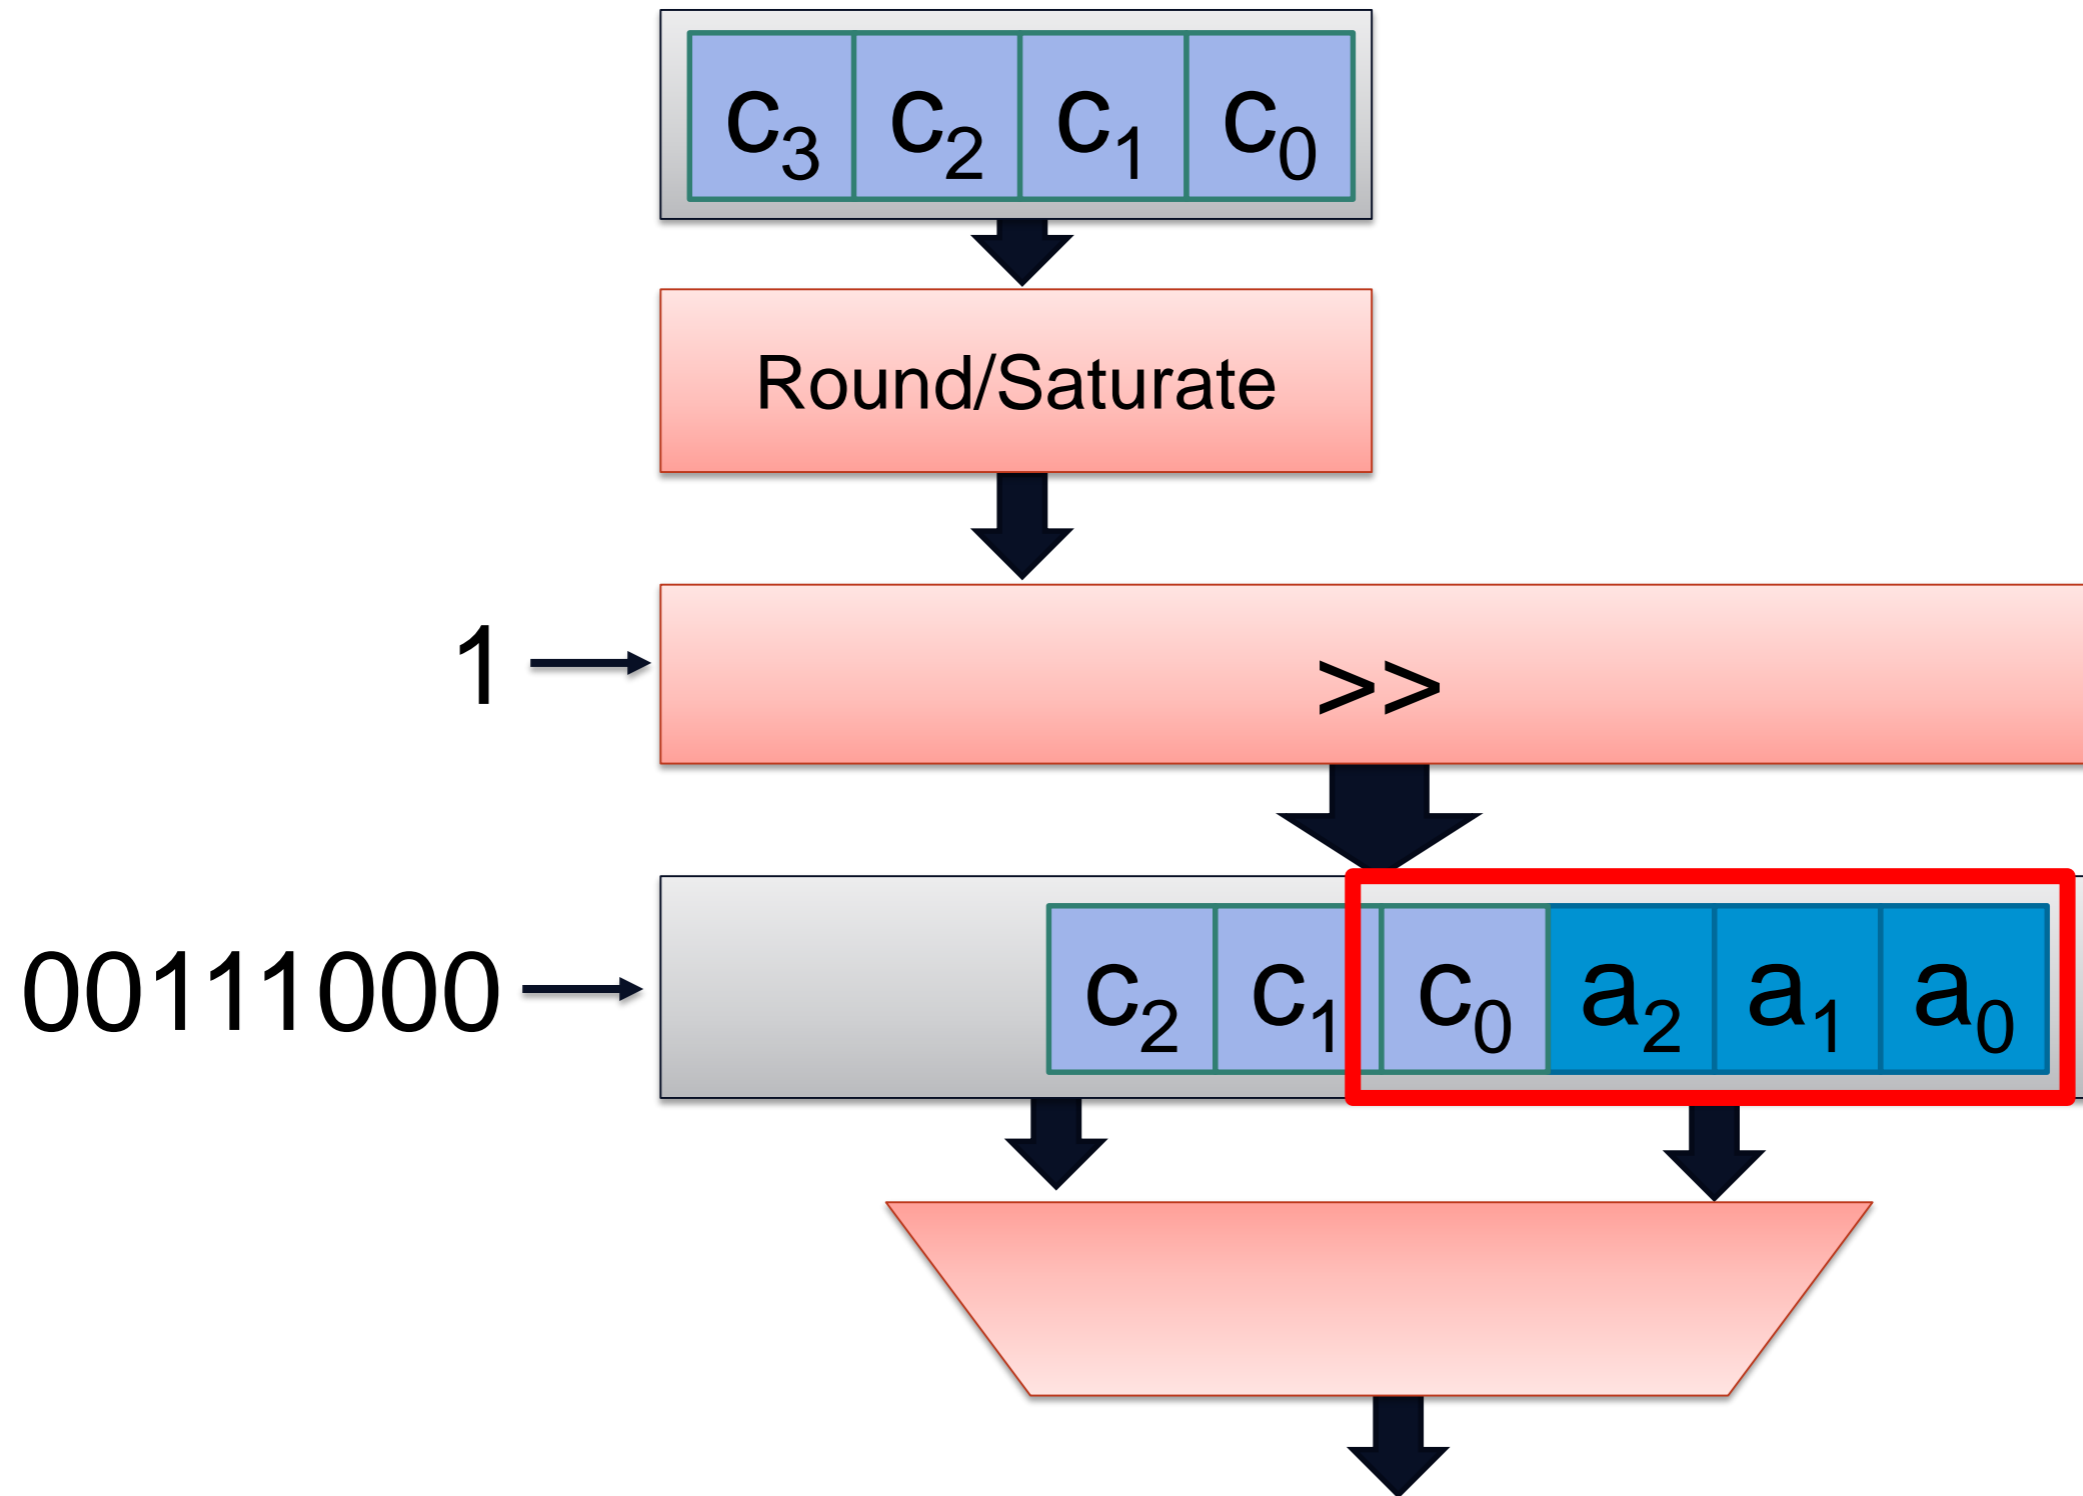 c₃ c₂ c₁ c₀
Round/Saturate
1
>>
00111000
c₂ c₁ c₀ a₂ a₁ a₀